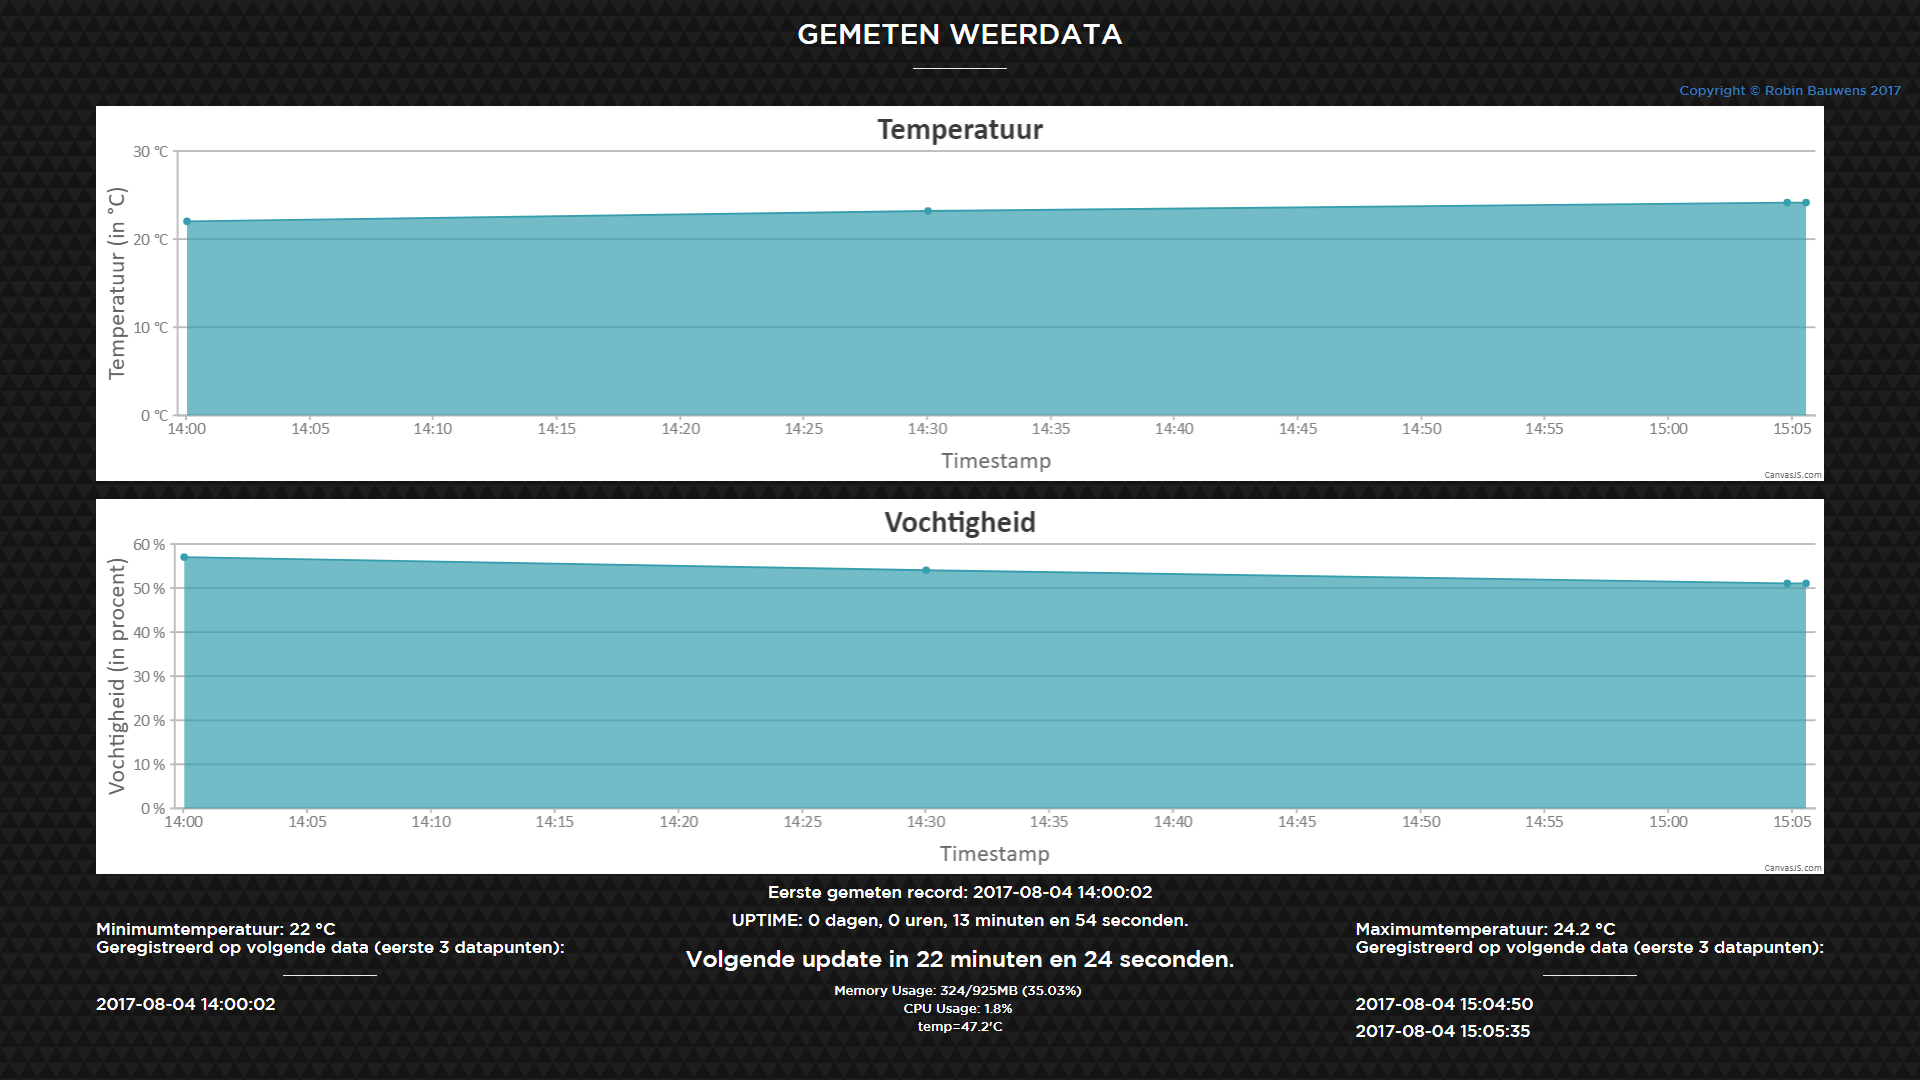 GEMETEN WEERDATA
Copyright © Robin Bauwens 2017
Temperatuur
Temperatuur (in °C)
30 °C
20 °C
10 °C
0 °C
14:00 14:05 14:10 14:15 14:20 14:25 14:30 14:35 14:40 14:45 14:50 14:55 15:00 15:05
Timestamp
CanvasJS.com
Vochtigheid
Vochtigheid (in procent)
60 %
50 %
40 %
30 %
20 %
10 %
0 %
14:00 14:05 14:10 14:15 14:20 14:25 14:30 14:35 14:40 14:45 14:50 14:55 15:00 15:05
Timestamp
CanvasJS.com
Eerste gemeten record: 2017-08-04 14:00:02
UPTIME: 0 dagen, 0 uren, 13 minuten en 54 seconden.
Volgende update in 22 minuten en 24 seconden.
Memory Usage: 324/925MB (35.03%)
CPU Usage: 1.8%
temp=47.2'C
Minimumtemperatuur: 22 °C
Geregistreerd op volgende data (eerste 3 datapunten):
2017-08-04 14:00:02
Maximumtemperatuur: 24.2 °C
Geregistreerd op volgende data (eerste 3 datapunten):
2017-08-04 15:04:50
2017-08-04 15:05:35